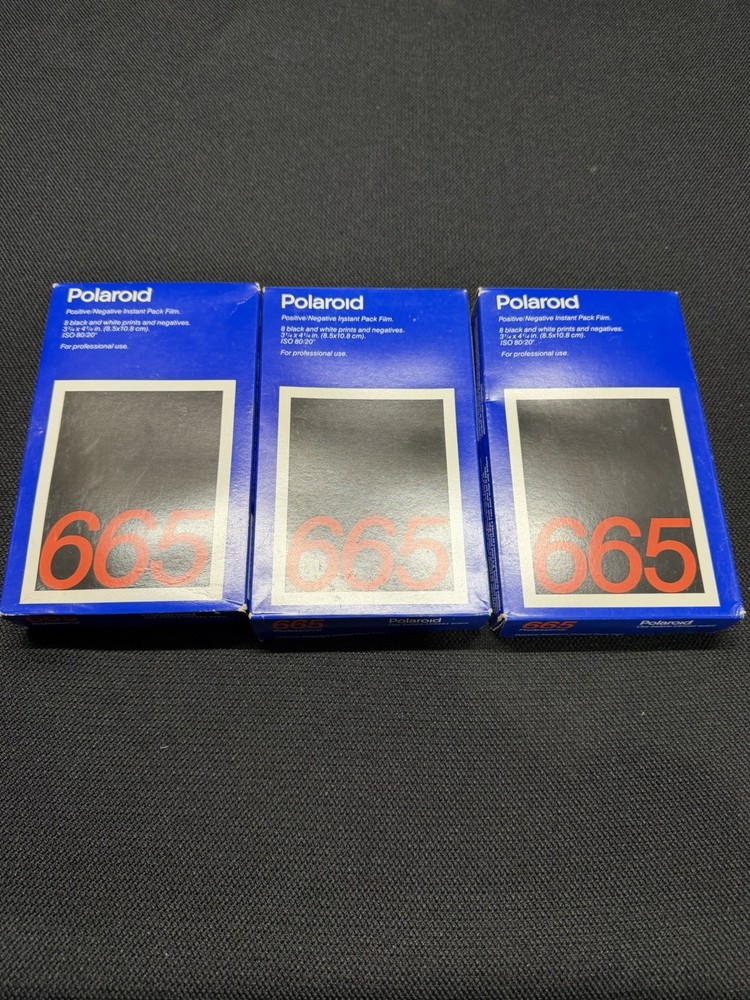 Polaroid
Positive/Negative Instant Pack Film.
8 black and white prints and negatives.
3¼ x 4¼ in. (8.5x10.8 cm).
ISO 80/20°
For professional use.
665
665
Polaroid
Positive/Negative Instant Pack Film.
8 black and white prints and negatives.
3¼ x 4¼ in. (8.5x10.8 cm).
ISO 80/20°
For professional use.
665
665
Polaroid
Polaroid
Positive/Negative Instant Pack Film.
8 black and white prints and negatives.
3¼ x 4¼ in. (8.5x10.8 cm).
ISO 80/20°
For professional use.
665
665
Polaroid